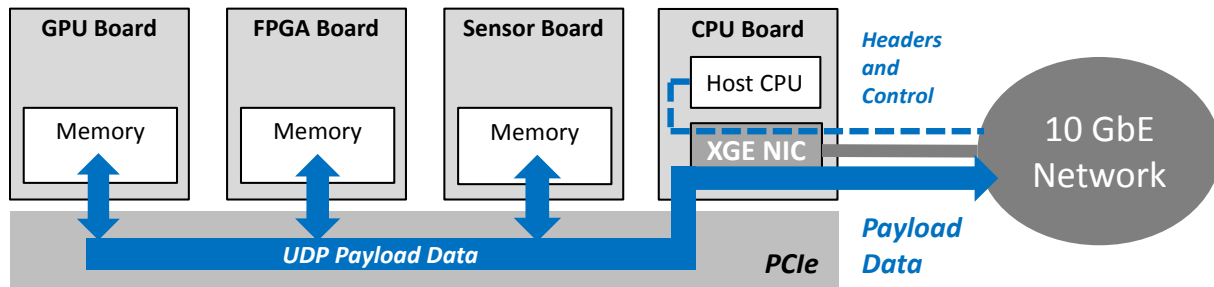 GPU Board
Memory
FPGA Board
Memory
Sensor Board
Memory
CPU Board
Host CPU
XGE NIC
Headers
and
Control
10 GbE
Network
UDP Payload Data
PCIe
Payload
Data